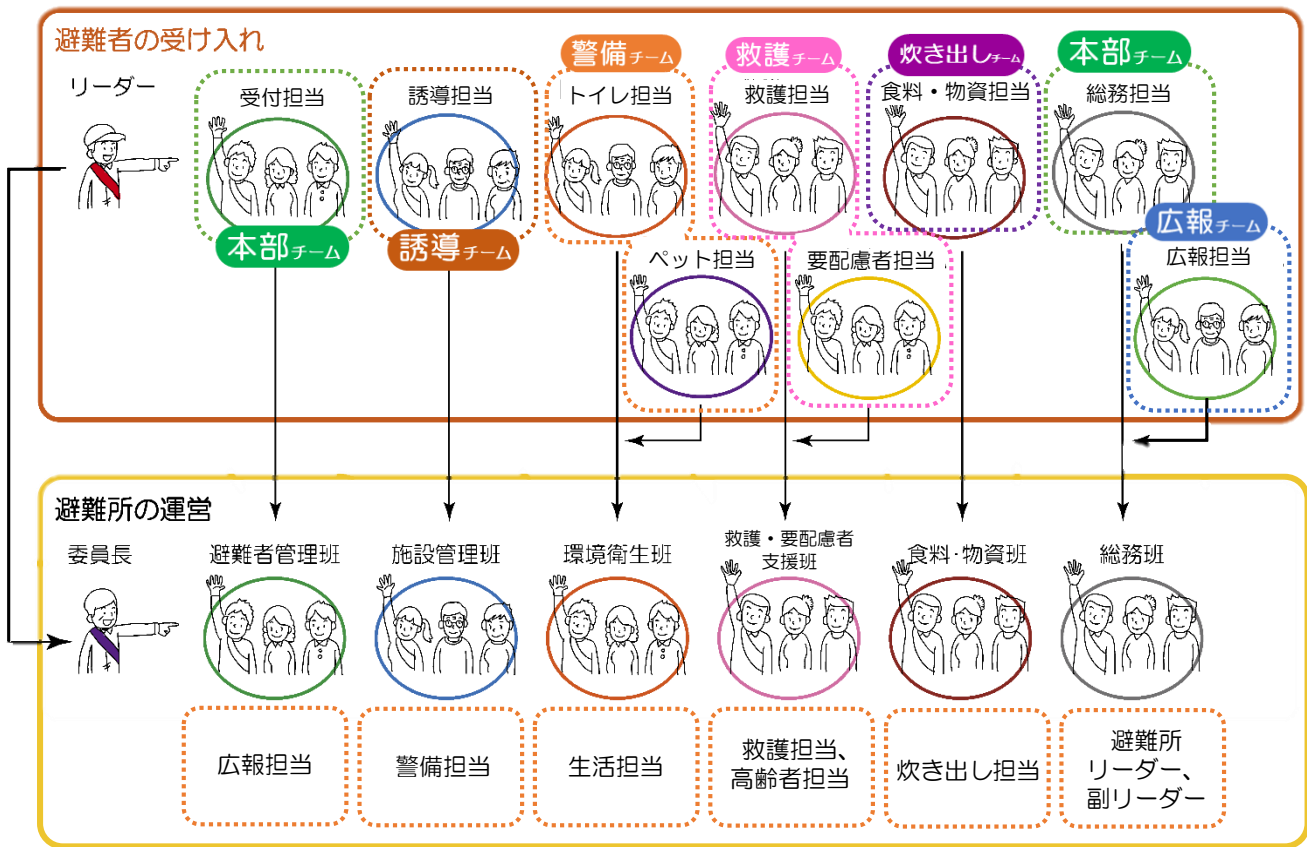 避難者の受け入れ
リーダー
警備チーム
救護チーム
炊き出しチーム
本部チーム
受付担当
誘導担当
トイレ担当
救護担当
食料・物資担当
総務担当
本部チーム
誘導チーム
広報チーム
ペット担当
要配慮者担当
広報担当
避難所の運営
委員長
避難者管理班
施設管理班
環境衛生班
救護・要配慮者
支援班
食料・物資班
総務班
広報担当
警備担当
生活担当
救護担当、
高齢者担当
炊き出し担当
避難所
リーダー、
副リーダー